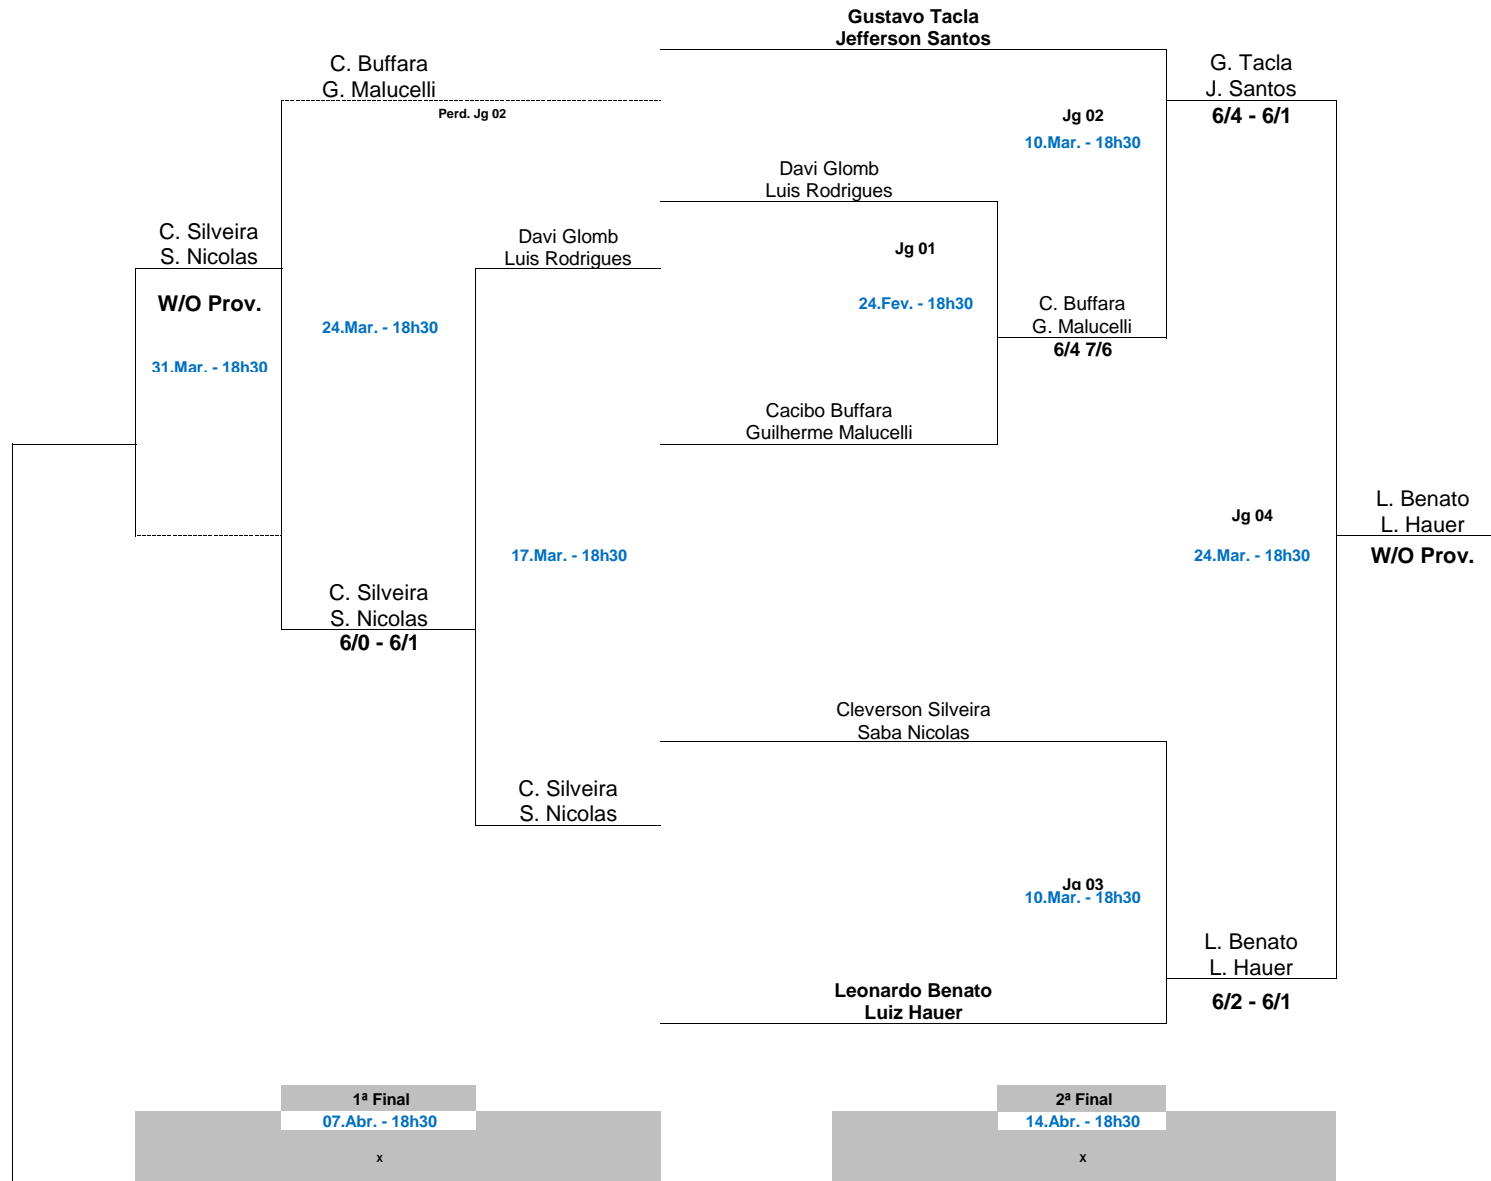 Gustavo Tacla
Jefferson Santos
C. Buffara
G. Malucelli
Perd. Jg 02
G. Tacla
J. Santos
6/4 - 6/1
Jg 02
10.Mar. - 18h30
Davi Glomb
Luis Rodrigues
C. Silveira
S. Nicolas
W/O Prov.
31.Mar. - 18h30
24.Mar. - 18h30
Davi Glomb
Luis Rodrigues
Jg 01
24.Fev. - 18h30
C. Buffara
G. Malucelli
6/4 7/6
Cacibo Buffara
Guilherme Malucelli
17.Mar. - 18h30
Jg 04
24.Mar. - 18h30
L. Benato
L. Hauer
W/O Prov.
C. Silveira
S. Nicolas
6/0 - 6/1
Cleverson Silveira
Saba Nicolas
C. Silveira
S. Nicolas
Jg 03
10.Mar. - 18h30
L. Benato
L. Hauer
6/2 - 6/1
Leonardo Benato
Luiz Hauer
1ª Final
07.Abr. - 18h30
x
2ª Final
14.Abr. - 18h30
x